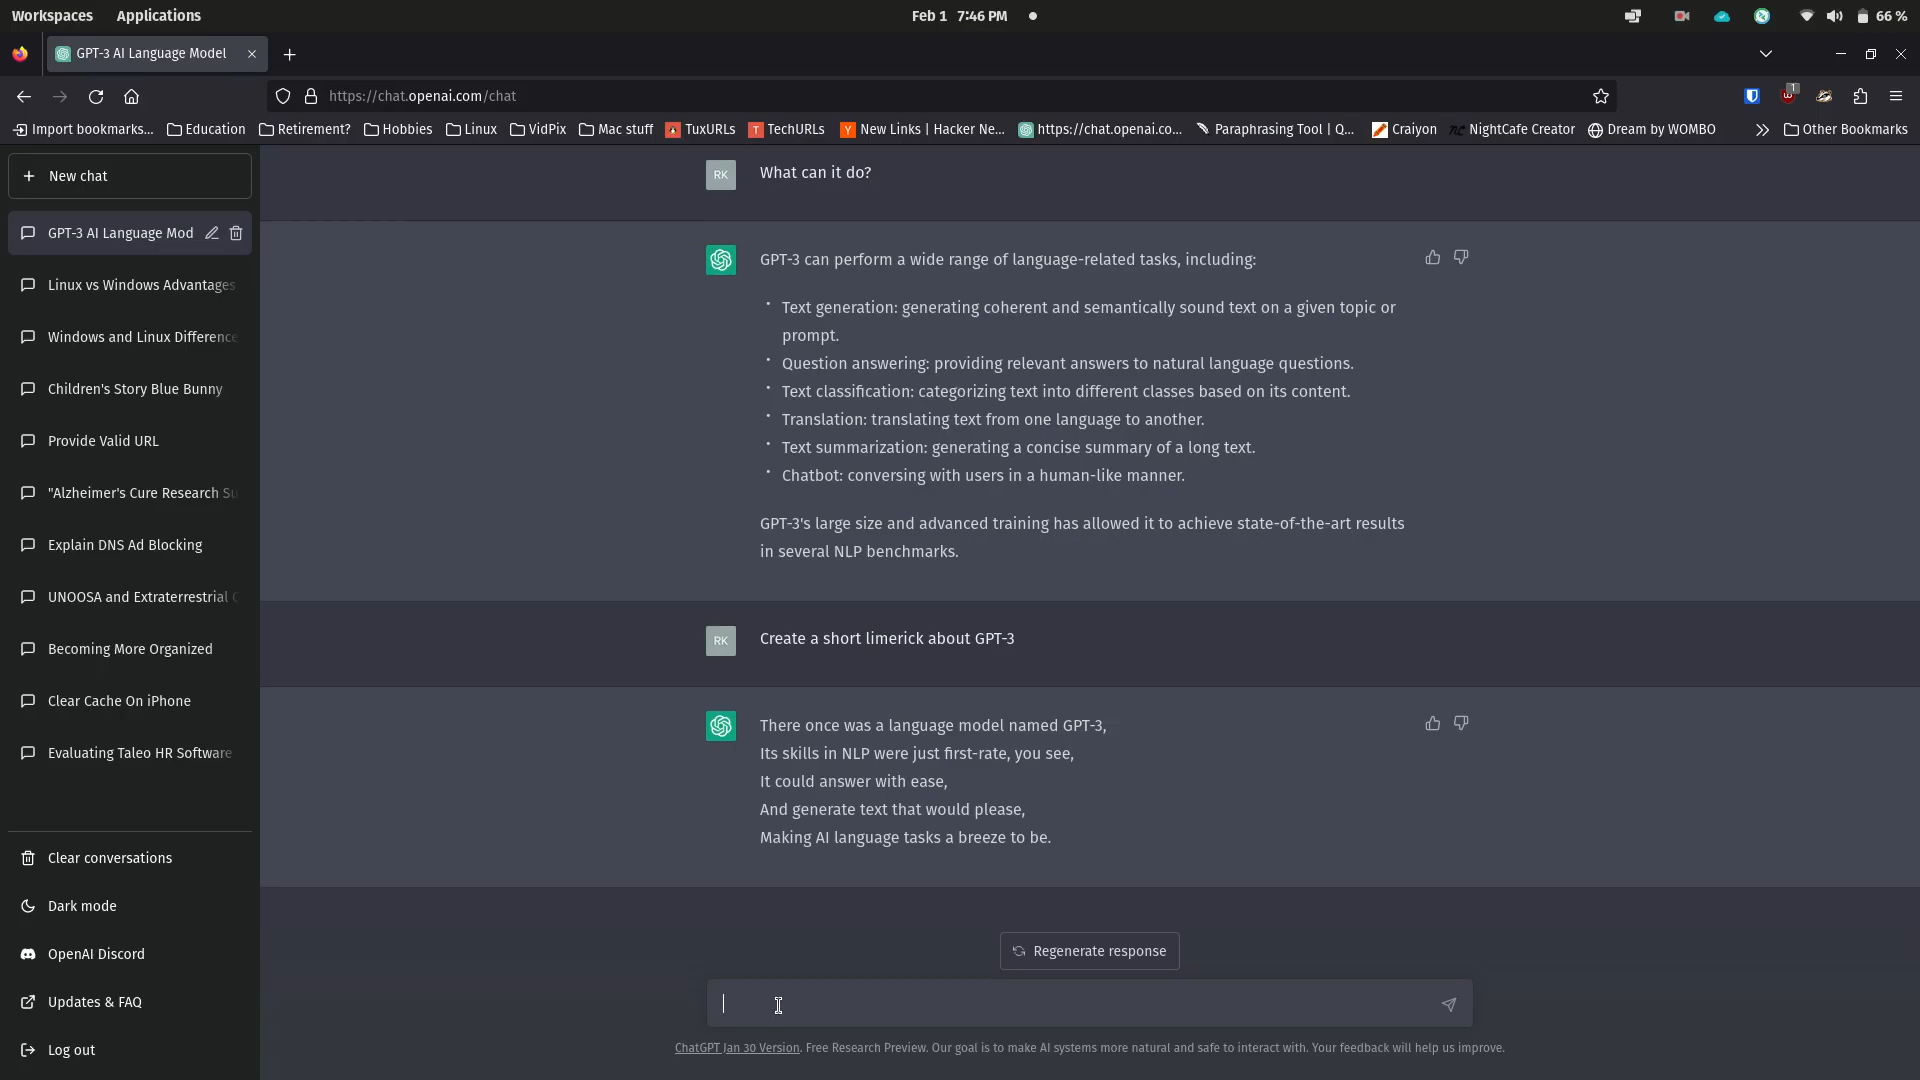 Workspaces Applications Feb 1 7:46 PM 66 %
GPT-3 AI Language Model
https://chat.openai.com/chat
1
Import bookmarks... Education Retirement? Hobbies Linux VidPix Mac stuff TuxURLs TechURLs New Links | Hacker Ne... https://chat.openai.co... Paraphrasing Tool | Q... Craiyon NightCafe Creator Dream by WOMBO Other Bookmarks
New chat
GPT-3 AI Language Mod
Linux vs Windows Advantages
Windows and Linux Difference
Children's Story Blue Bunny
Provide Valid URL
"Alzheimer's Cure Research Su
Explain DNS Ad Blocking
UNOOSA and Extraterrestrial C
Becoming More Organized
Clear Cache On iPhone
Evaluating Taleo HR Software
Clear conversations
Dark mode
OpenAI Discord
Updates & FAQ
Log out
RK What can it do?
GPT-3 can perform a wide range of language-related tasks, including:
• Text generation: generating coherent and semantically sound text on a given topic or
prompt.
• Question answering: providing relevant answers to natural language questions.
• Text classification: categorizing text into different classes based on its content.
• Translation: translating text from one language to another.
• Text summarization: generating a concise summary of a long text.
• Chatbot: conversing with users in a human-like manner.
GPT-3's large size and advanced training has allowed it to achieve state-of-the-art results
in several NLP benchmarks.
RK Create a short limerick about GPT-3
There once was a language model named GPT-3,
Its skills in NLP were just first-rate, you see,
It could answer with ease,
And generate text that would please,
Making AI language tasks a breeze to be.
Regenerate response
ChatGPT Jan 30 Version. Free Research Preview. Our goal is to make AI systems more natural and safe to interact with. Your feedback will help us improve.